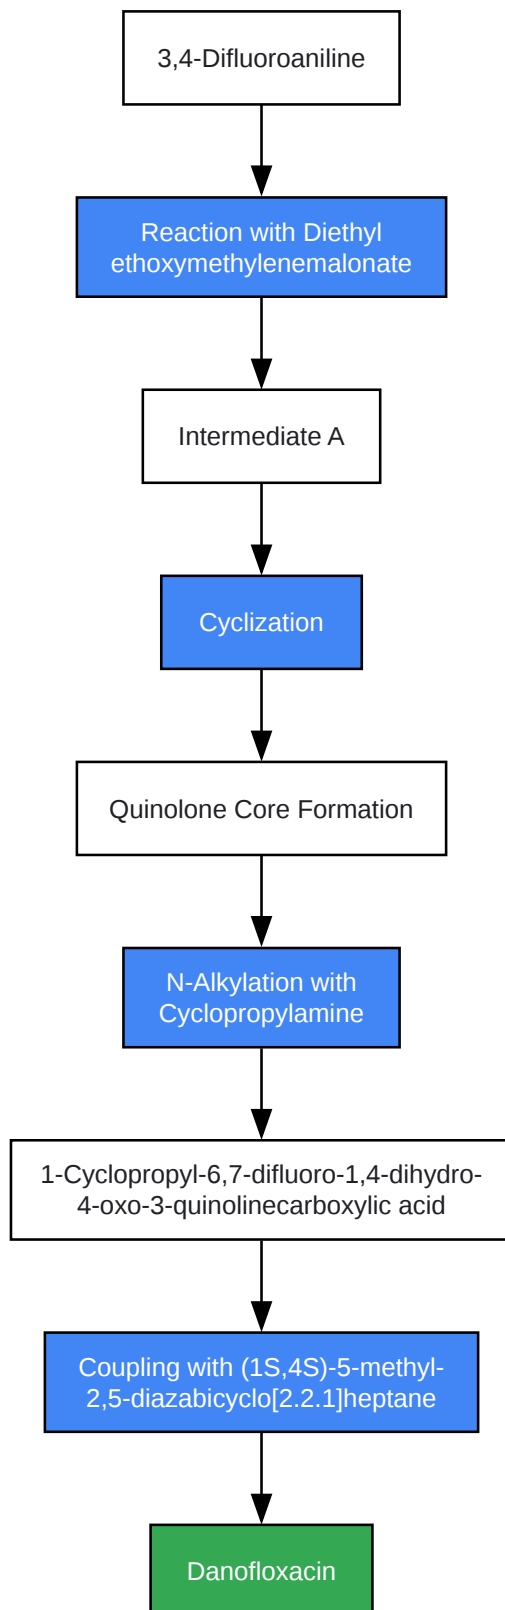 3,4-Difluoroaniline
Reaction with Diethyl
ethoxymethylenemalonate
Intermediate A
Cyclization
Quinolone Core Formation
N-Alkylation with
Cyclopropylamine
1-Cyclopropyl-6,7-difluoro-1,4-dihydro-
4-oxo-3-quinolinecarboxylic acid
Coupling with (1S,4S)-5-methyl-
2,5-diazabicyclo[2.2.1]heptane
Danofloxacin